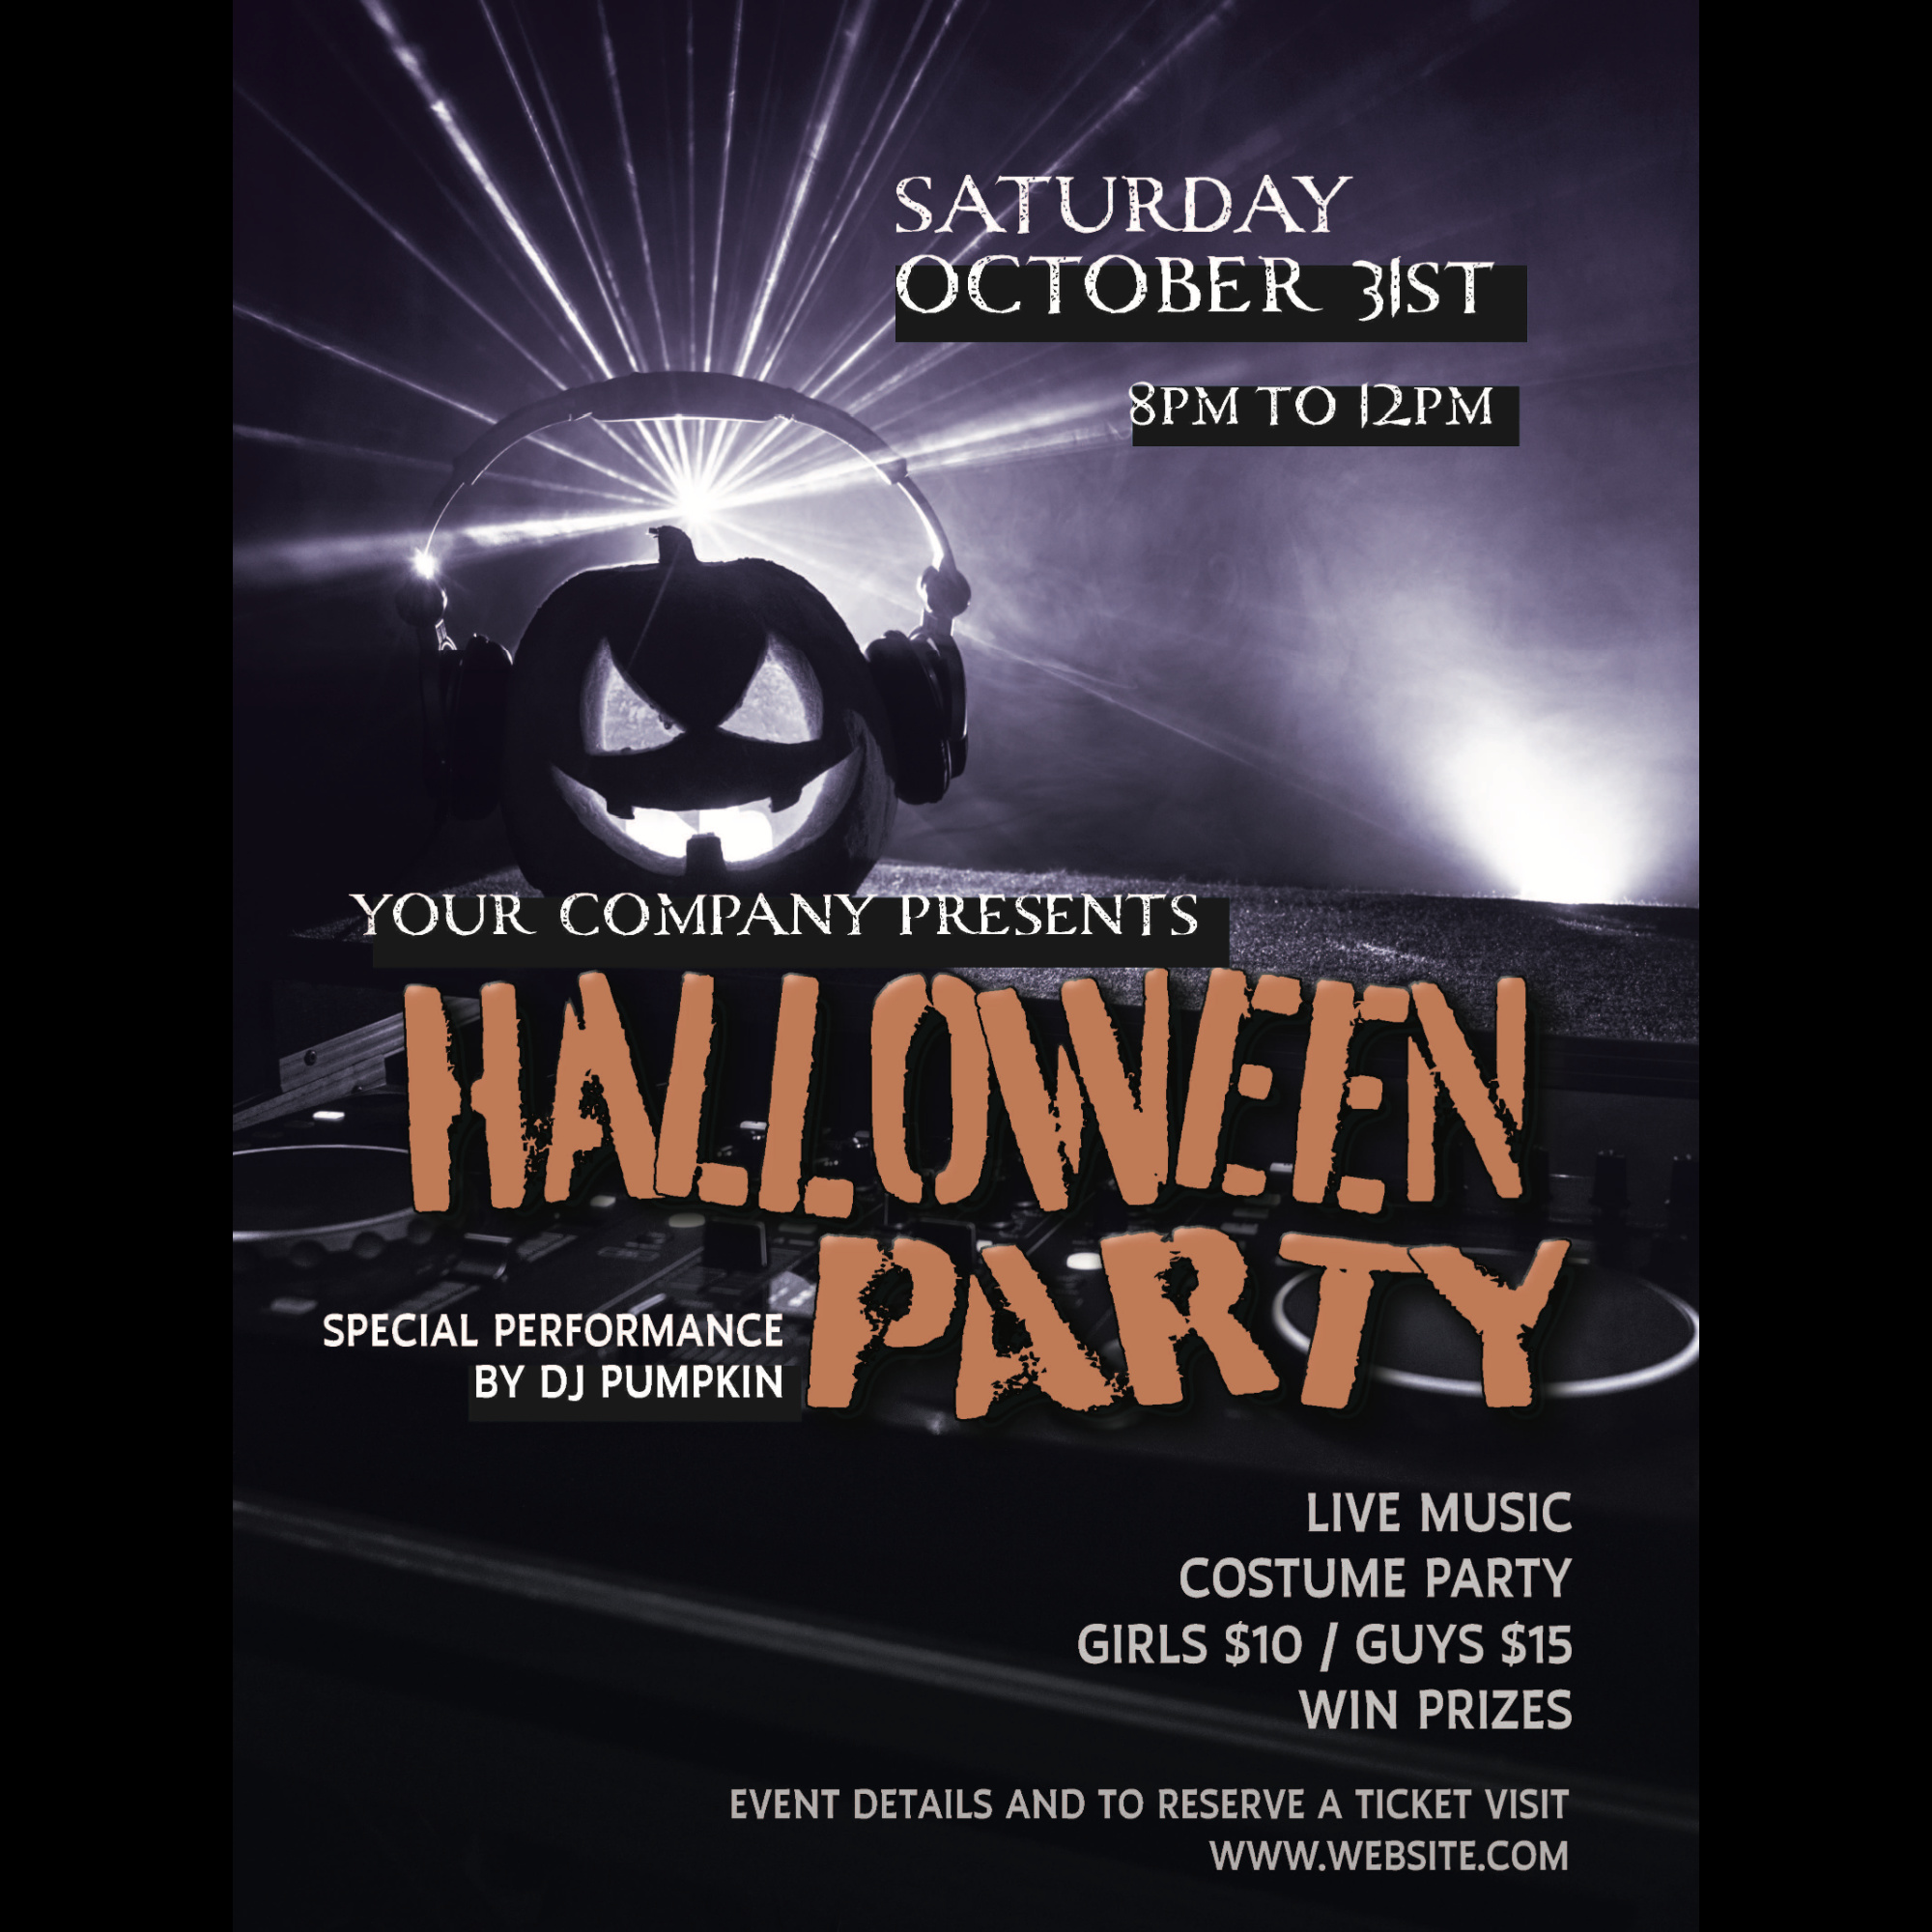 SATURDAY
OCTOBER 31ST
8PM TO 12PM
YOUR COMPANY PRESENTS
HALLOWEEN
PARTY
SPECIAL PERFORMANCE
BY DJ PUMPKIN
LIVE MUSIC
COSTUME PARTY
GIRLS $10 / GUYS $15
WIN PRIZES
EVENT DETAILS AND TO RESERVE A TICKET VISIT
WWW.WEBSITE.COM